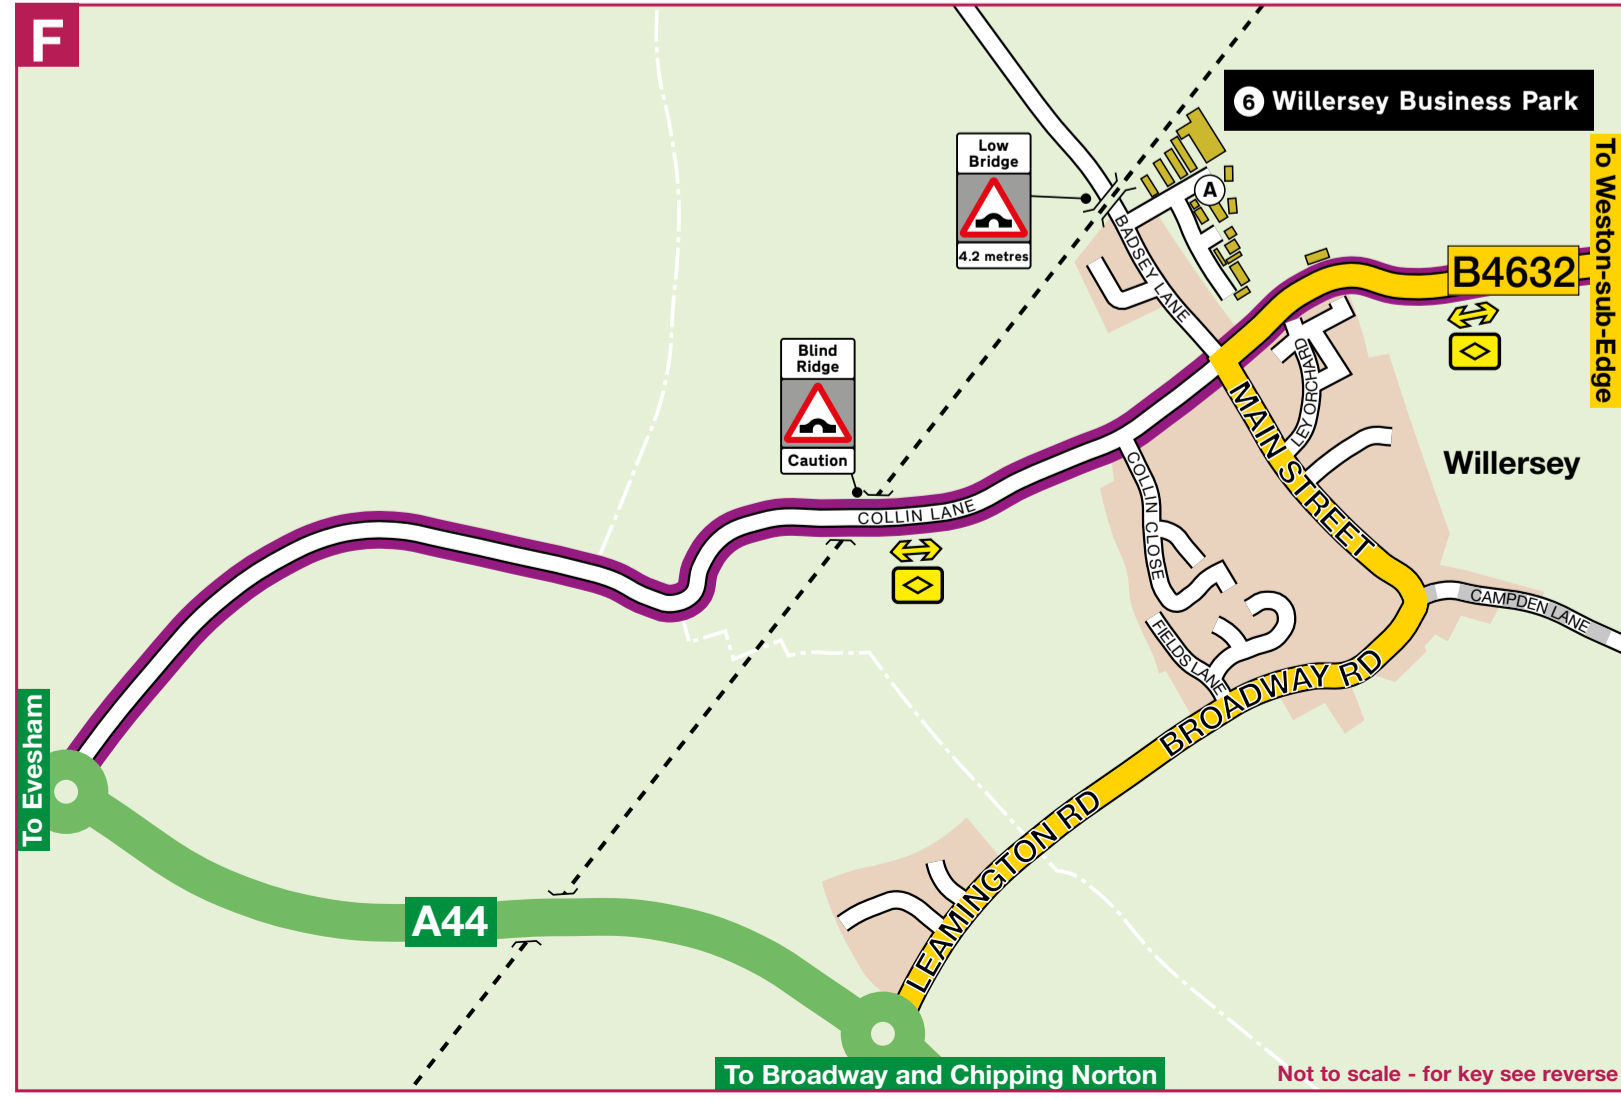 F
6 Willersey Business Park
Low
Bridge
4.2 metres
A
To Weston-sub-Edge
BADSEY LANE
B4632
LEY ORCHARD
Blind
Ridge
Caution
MAIN STREET
Willersey
COLLIN LANE
COLLIN CLOSE
CAMPDEN LANE
FIELDS LANE
BROADWAY RD
To Evesham
LEAMINGTON RD
A44
To Broadway and Chipping Norton
Not to scale - for key see reverse